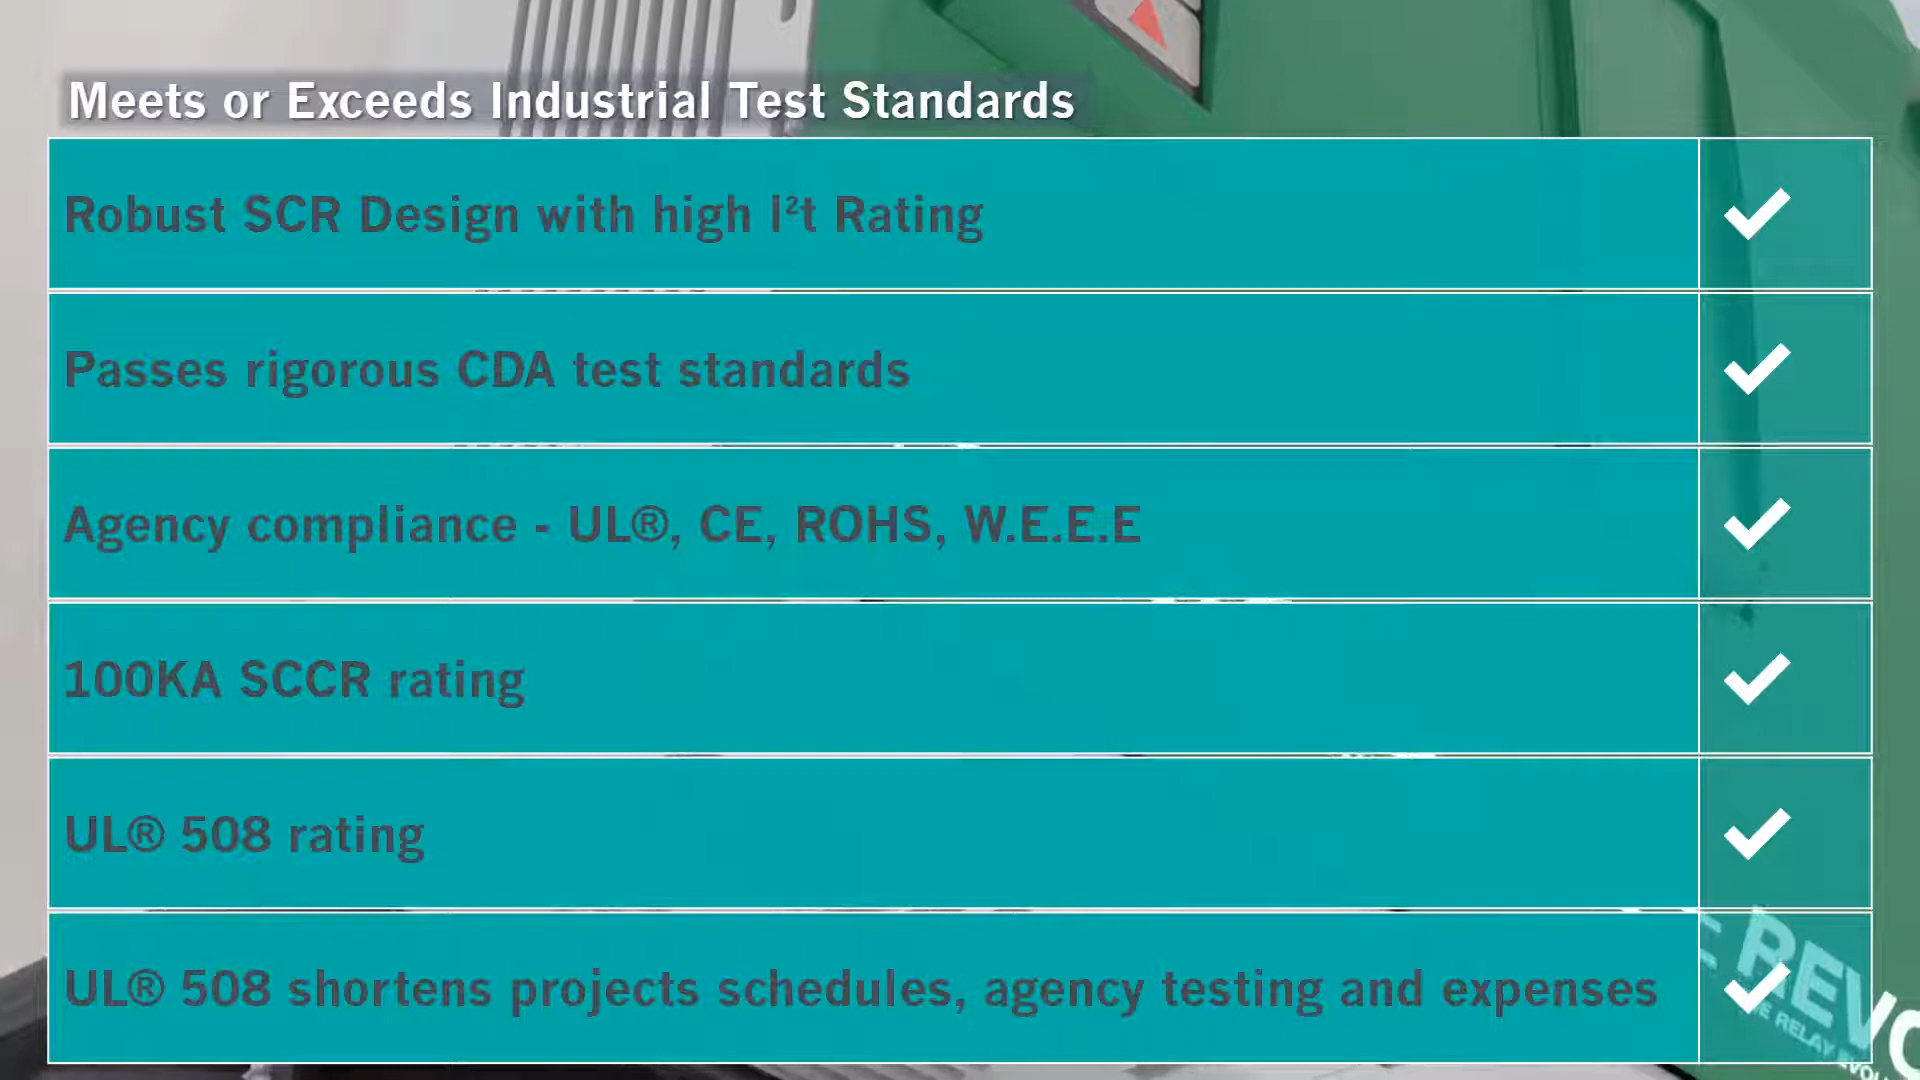 Meets or Exceeds Industrial Test Standards
Robust SCR Design with high I²t Rating
Passes rigorous CDA test standards
Agency compliance - UL®, CE, ROHS, W.E.E.E
100KA SCCR rating
UL® 508 rating
UL® 508 shortens projects schedules, agency testing and expenses
RELAY